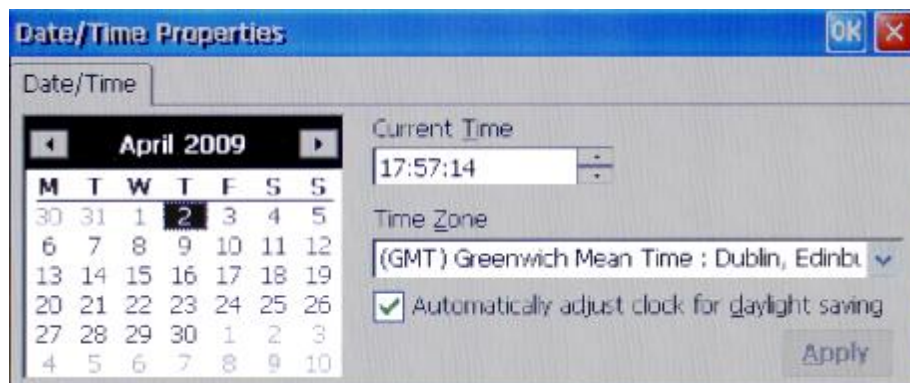 Date/Time Properties
OK
Date/Time
April 2009
M T W T F S S
30 31 1 2 3 4 5
6 7 8 9 10 11 12
13 14 15 16 17 18 19
20 21 22 23 24 25 26
27 28 29 30 1 2 3
4 5 6 7 8 9 10
Current Time
17:57:14
Time Zone
(GMT) Greenwich Mean Time : Dublin,
Automatically adjust clock for daylight saving
Apply